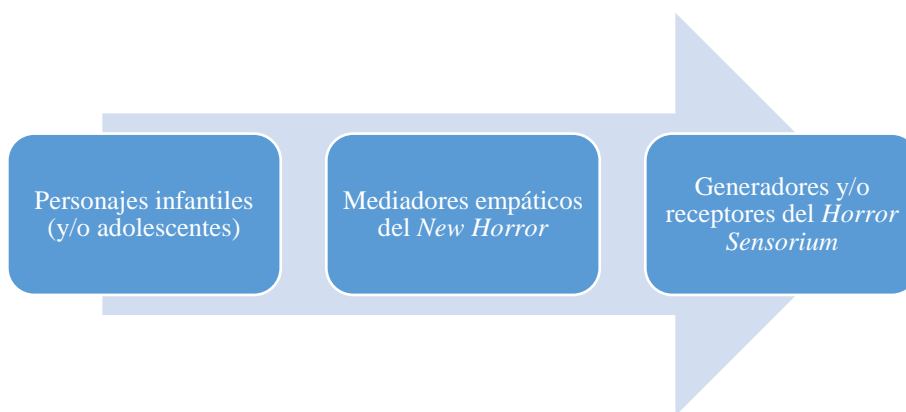 Personajes infantiles
(y/o adolescentes)
Mediadores empáticos
del New Horror
Generadores y/o
receptores del Horror
Sensorium